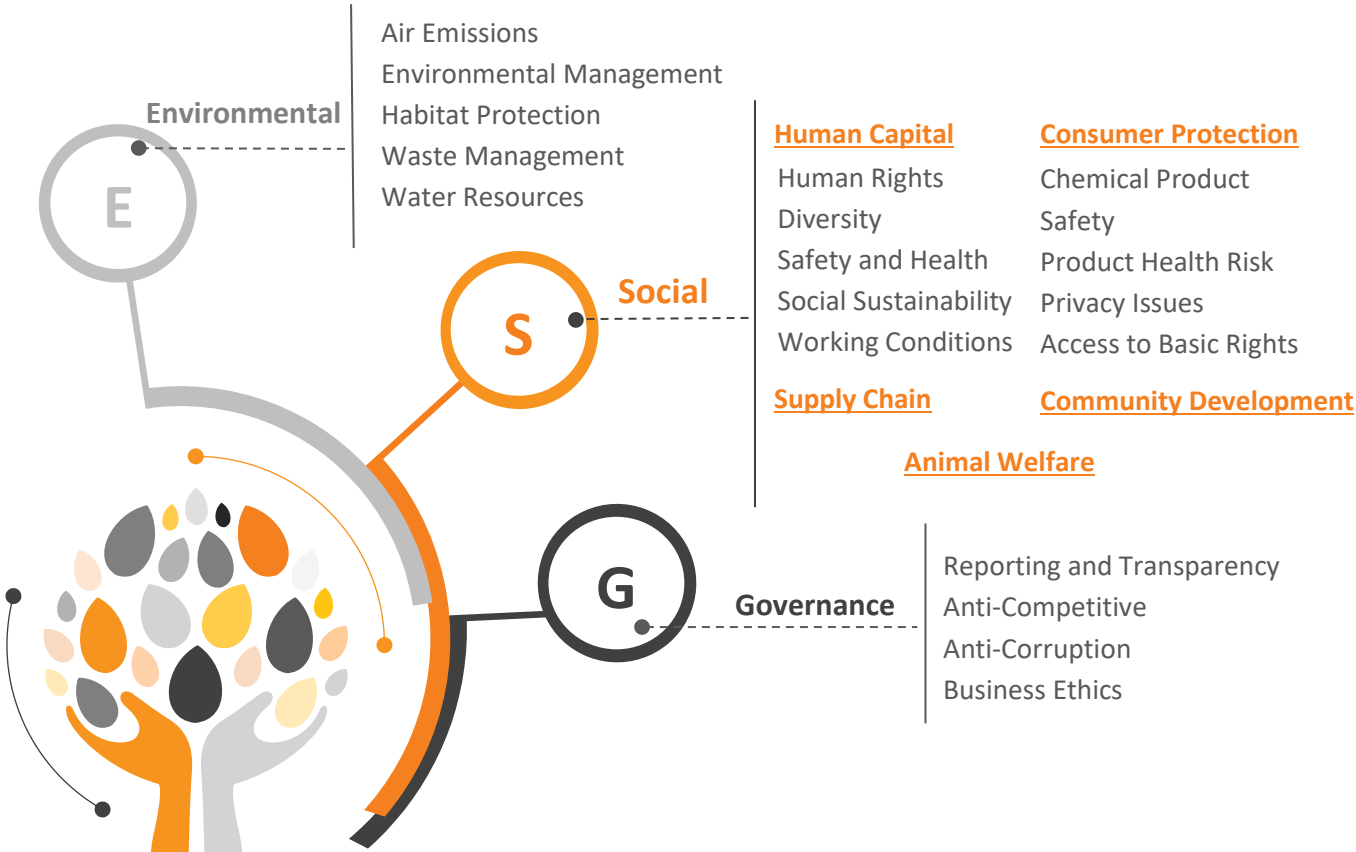 Air Emissions
Environmental Management
Habitat Protection
Waste Management
Water Resources
Environmental
E
Human Capital
Human Rights
Diversity
Safety and Health
Social Sustainability
Working Conditions
Consumer Protection
Chemical Product
Safety
Product Health Risk
Privacy Issues
Access to Basic Rights
Social
S
Supply Chain
Community Development
Animal Welfare
G
Governance
Reporting and Transparency
Anti-Competitive
Anti-Corruption
Business Ethics